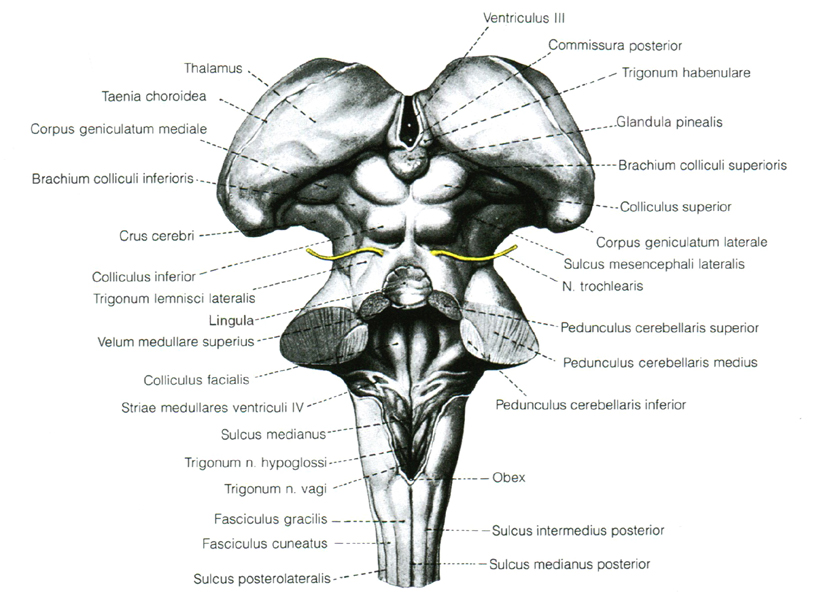 Ventriculus III
Commissura posterior
Thalamus
Trigonum habenulare
Taenia choroidea
Glandula pinealis
Corpus geniculatum mediale
Brachium colliculi superioris
Brachium colliculi inferioris
Colliculus superior
Crus cerebri
Corpus geniculatum laterale
Sulcus mesencephali lateralis
Colliculus inferior
N. trochlearis
Trigonum lemnisci lateralis
Lingula
Pedunculus cerebellaris superior
Velum medullare superius
Pedunculus cerebellaris medius
Colliculus facialis
Pedunculus cerebellaris inferior
Striae medullares ventriculi IV
Sulcus medianus
Trigonum n. hypoglossi
Obex
Trigonum n. vagi
Fasciculus gracilis
Sulcus intermedius posterior
Fasciculus cuneatus
Sulcus medianus posterior
Sulcus posterolateralis